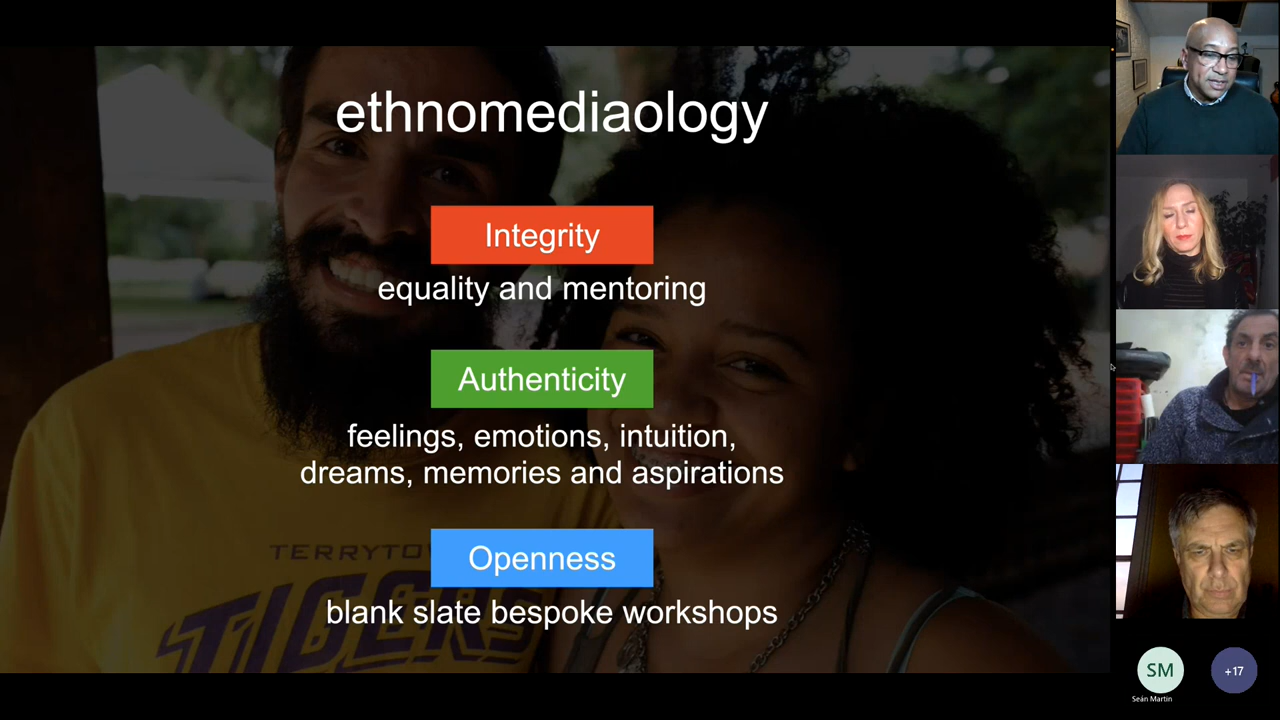 ethnomediaology
Integrity
equality and mentoring
Authenticity
feelings, emotions, intuition,
dreams, memories and aspirations
Openness
blank slate bespoke workshops
TIGERS
SM
+17
Seán Martin